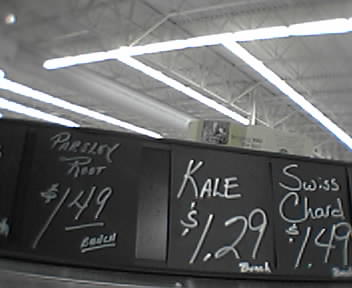 PARSLEY
ROOT
$1.49
BUNCH
KALE
$1.29
Bunch
Swiss
Chard
$1.49